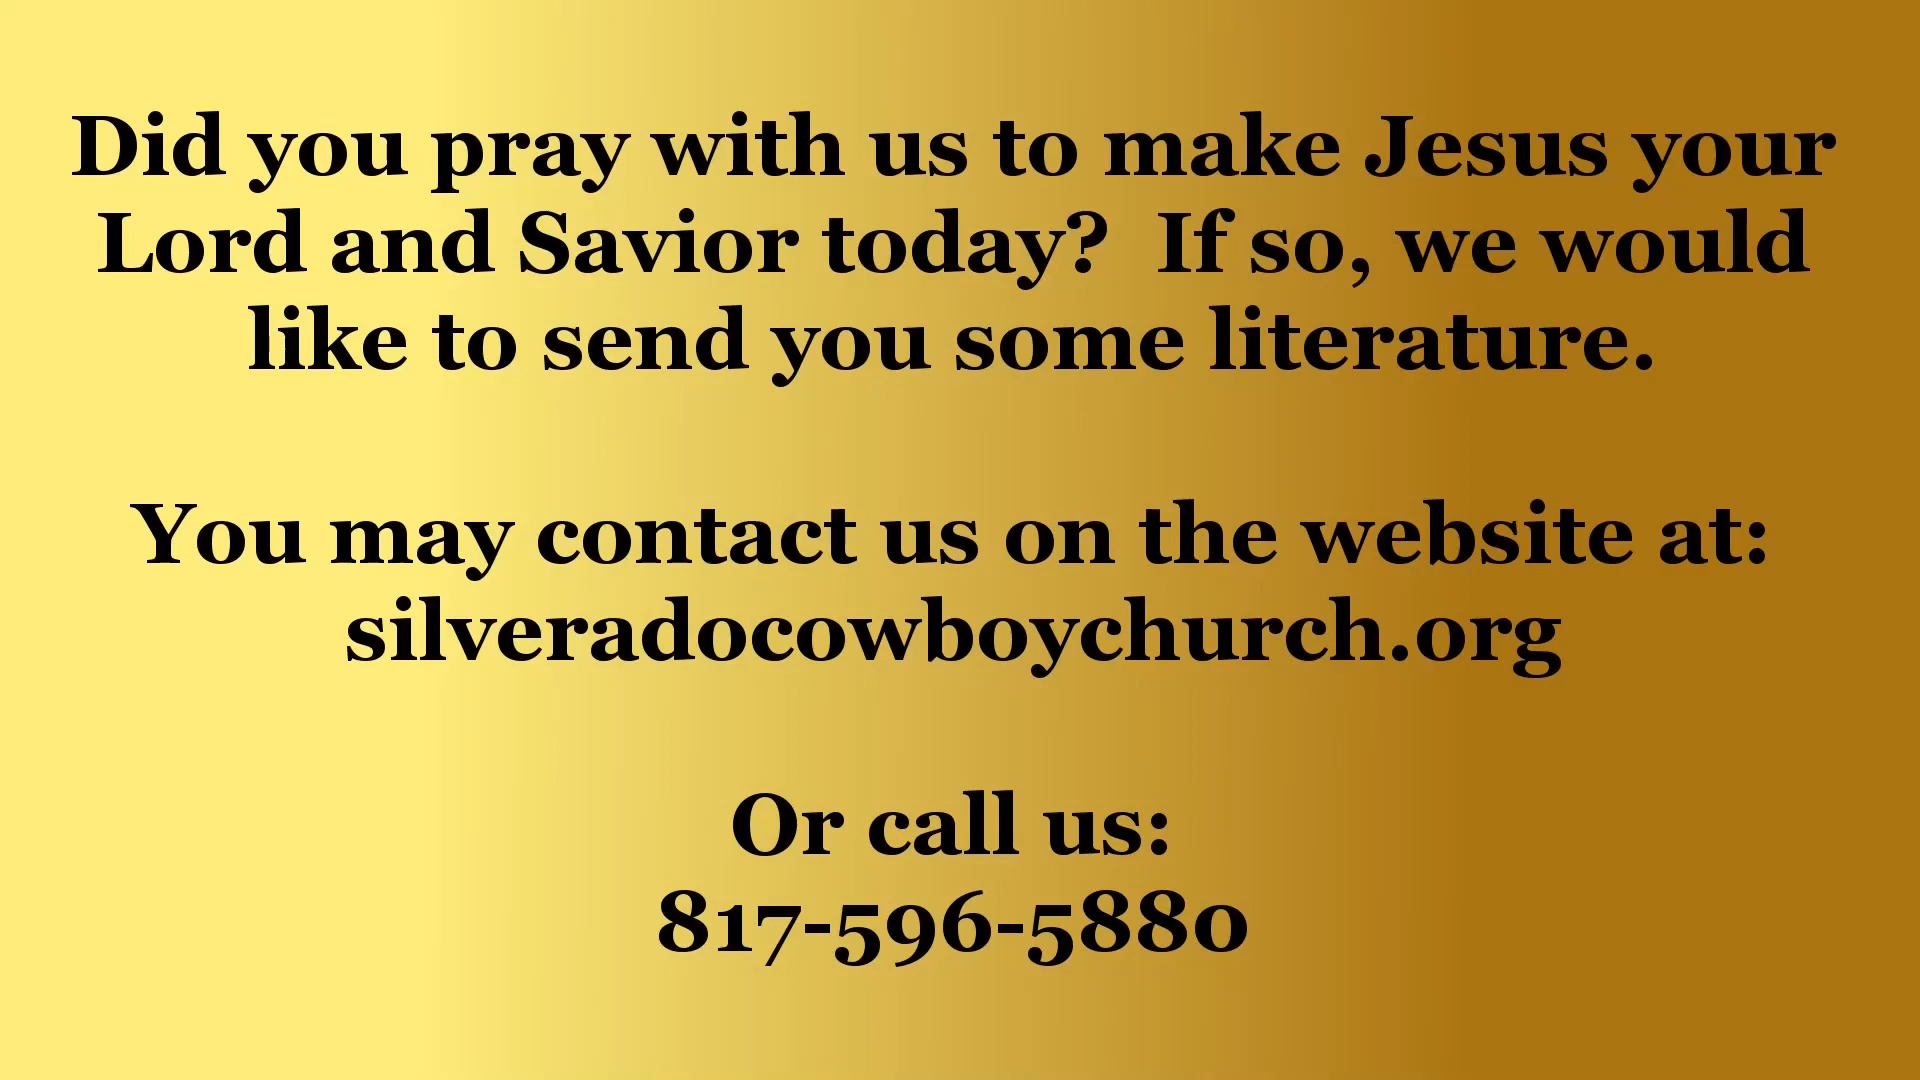 Did you pray with us to make Jesus your
Lord and Savior today?  If so, we would
like to send you some literature.
You may contact us on the website at:
silveradocowboychurch.org
Or call us:
817-596-5880